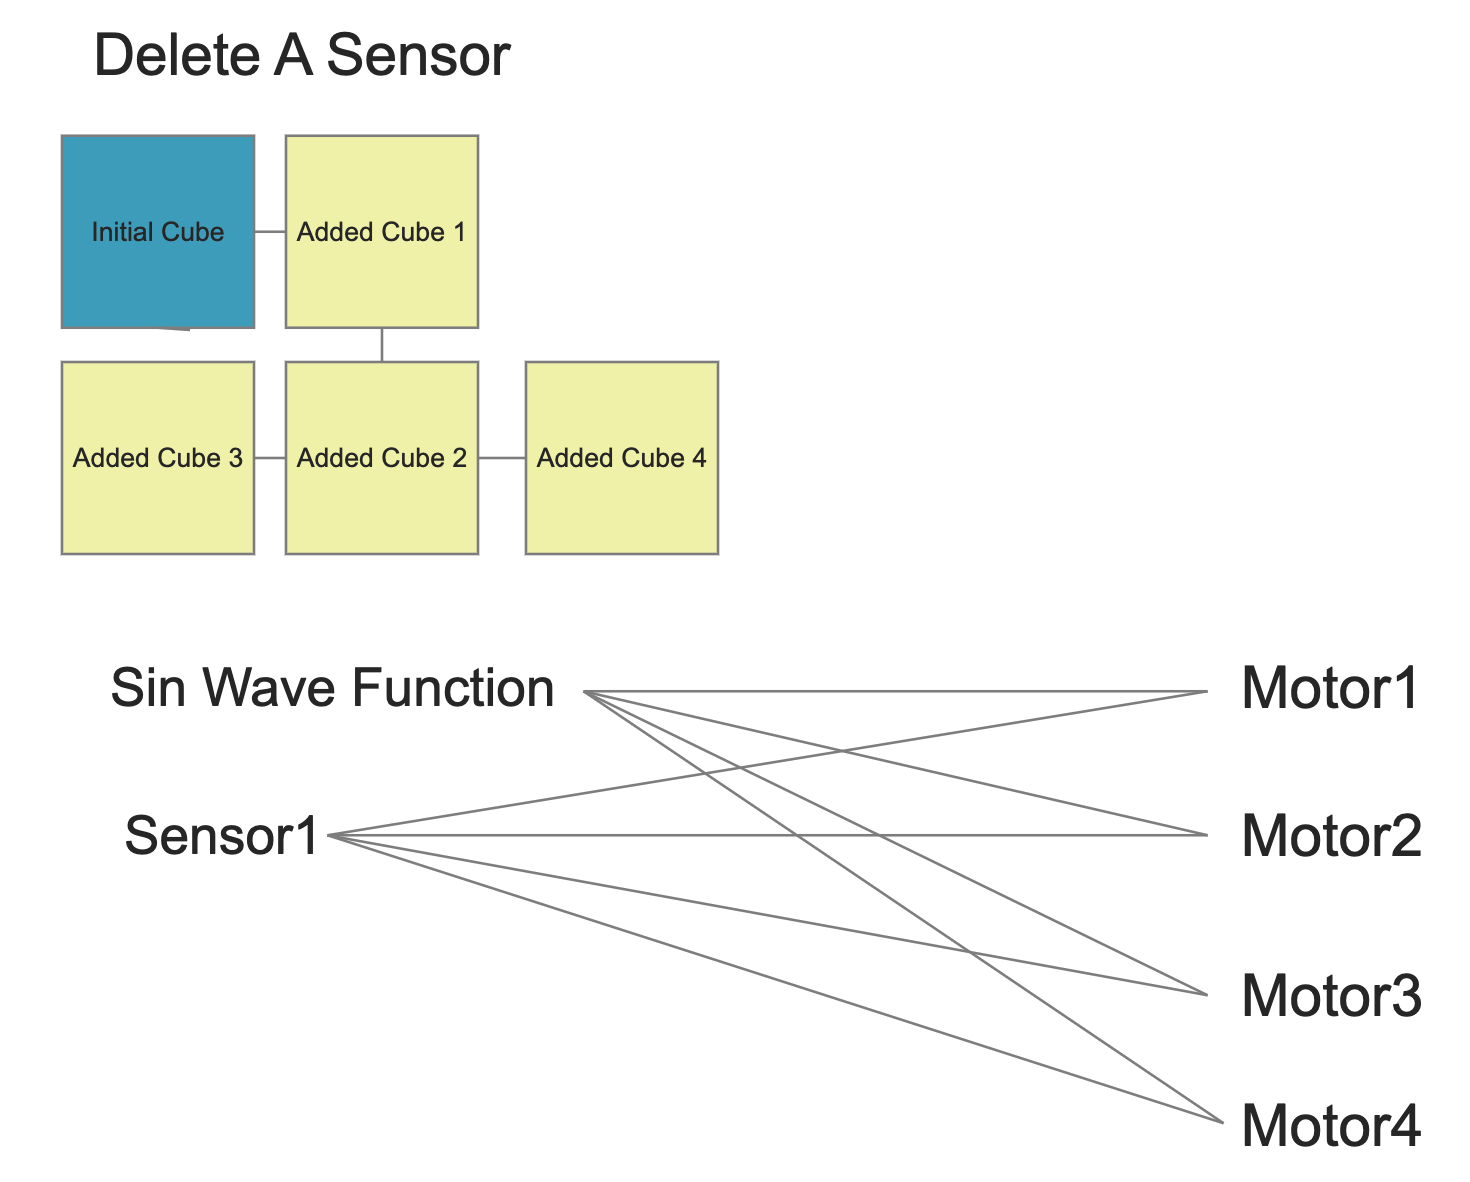 Delete A Sensor
Initial Cube
Added Cube 1
Added Cube 3
Added Cube 2
Added Cube 4
Sin Wave Function
Motor1
Sensor1
Motor2
Motor3
Motor4